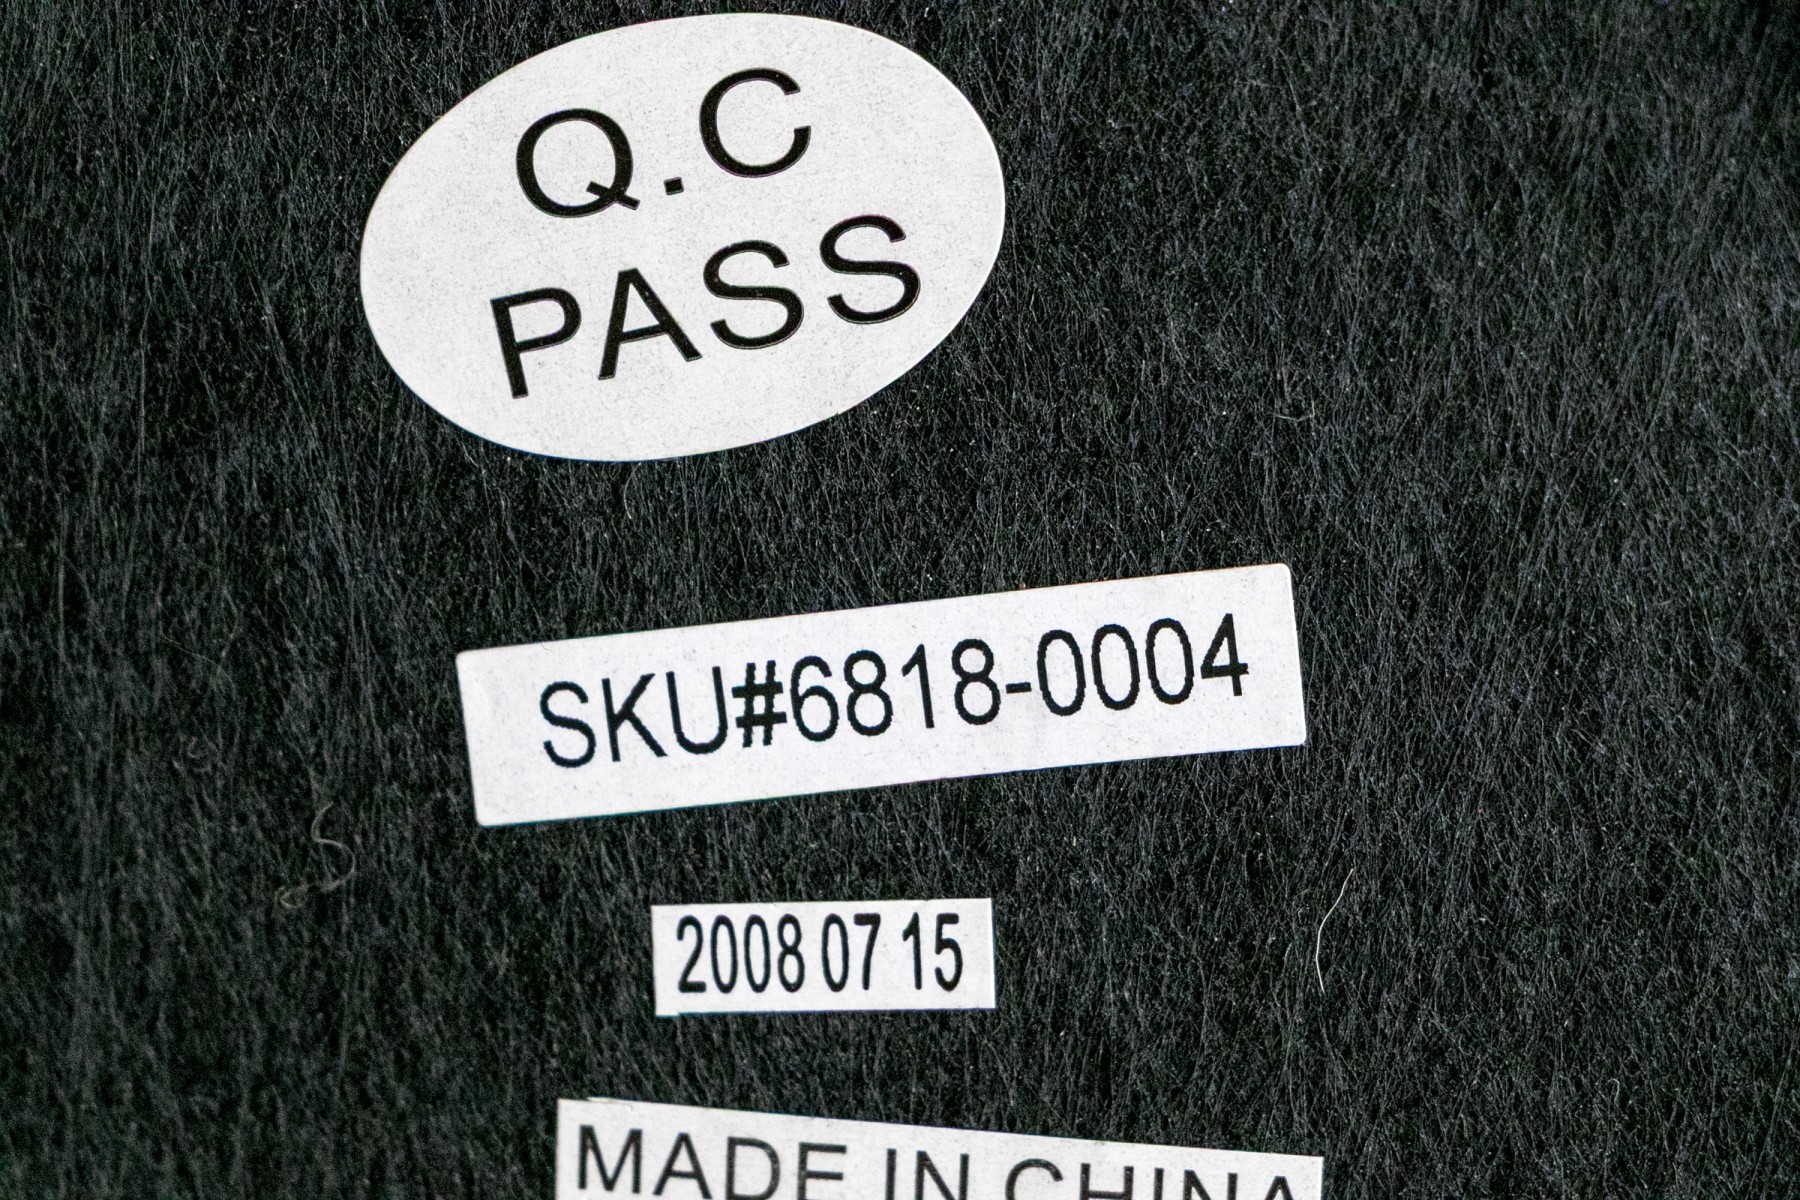 Q.C
PASS
SKU#6818-0004
2008 07 15
MADE IN CHINA